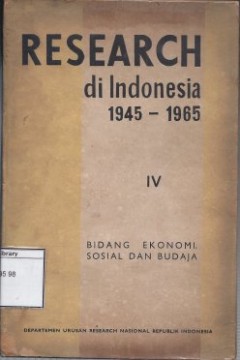 RESEARCH
di Indonesia
1945 - 1965
IV
BIDANG EKONOMI,
SOSIAL DAN BUDAJA
DEPARTEMEN URUSAN RESEARCH NASIONAL REPUBLIK INDONESIA